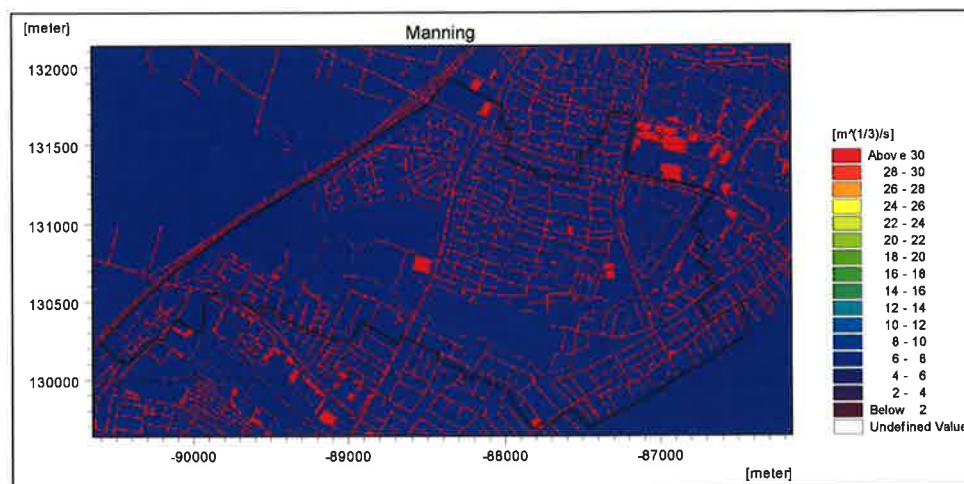 [meter]
Manning
132000
131500
131000
130500
130000
-90000
-89000
-88000
-87000
[meter]
[m^(1/3)/s]
Above 30
28 - 30
26 - 28
24 - 26
22 - 24
20 - 22
18 - 20
16 - 18
14 - 16
12 - 14
10 - 12
8 - 10
6 - 8
4 - 6
2 - 4
Below 2
Undefined Value